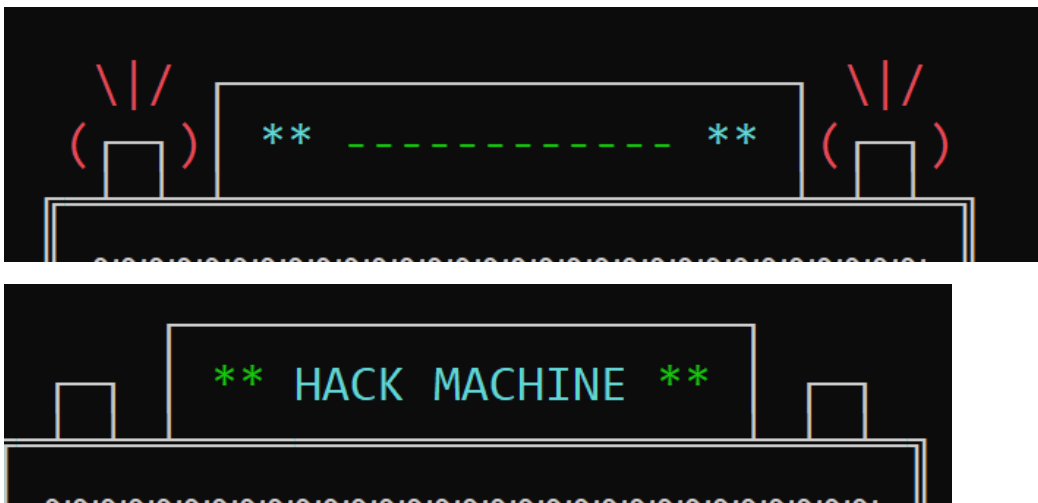 \|/ \|/
( ) ** ------------ ** ( )
** HACK MACHINE **